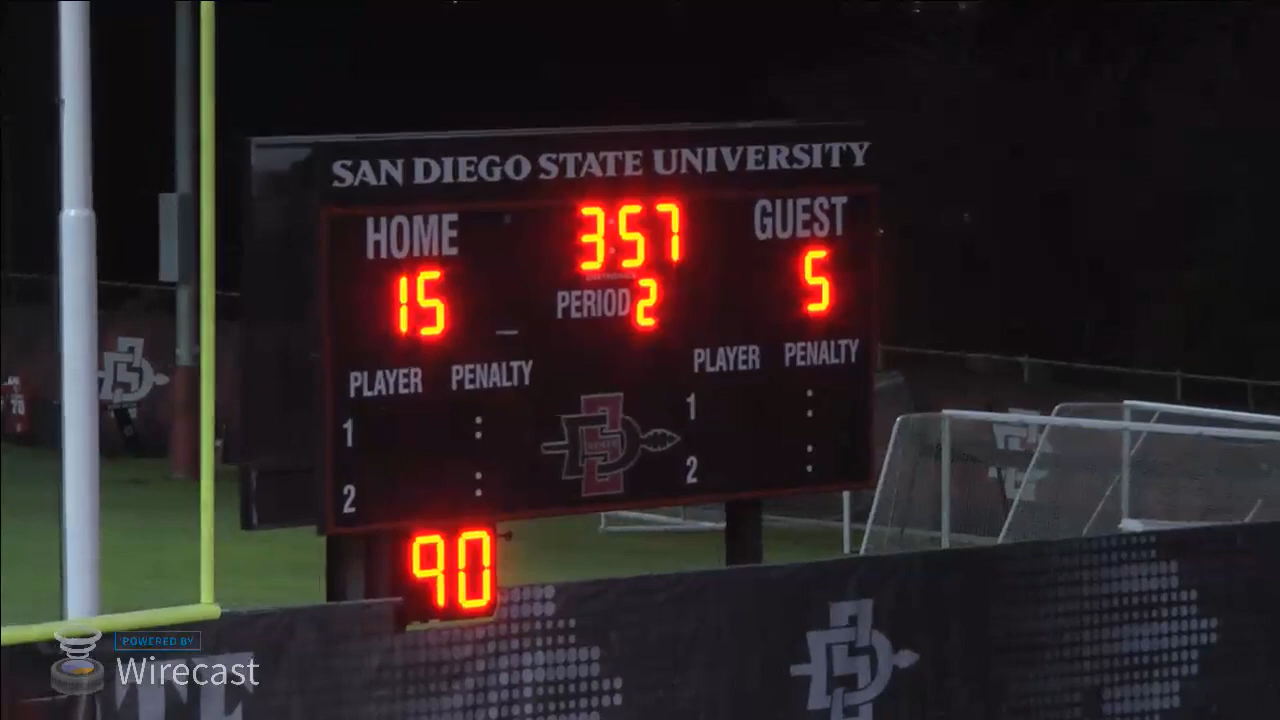 SAN DIEGO STATE UNIVERSITY
HOME 3:57 GUEST
15 PERIOD 2 5
PLAYER PENALTY PLAYER PENALTY
1 : 1 :
2 : 2 :
90
70
POWERED BY
Wirecast